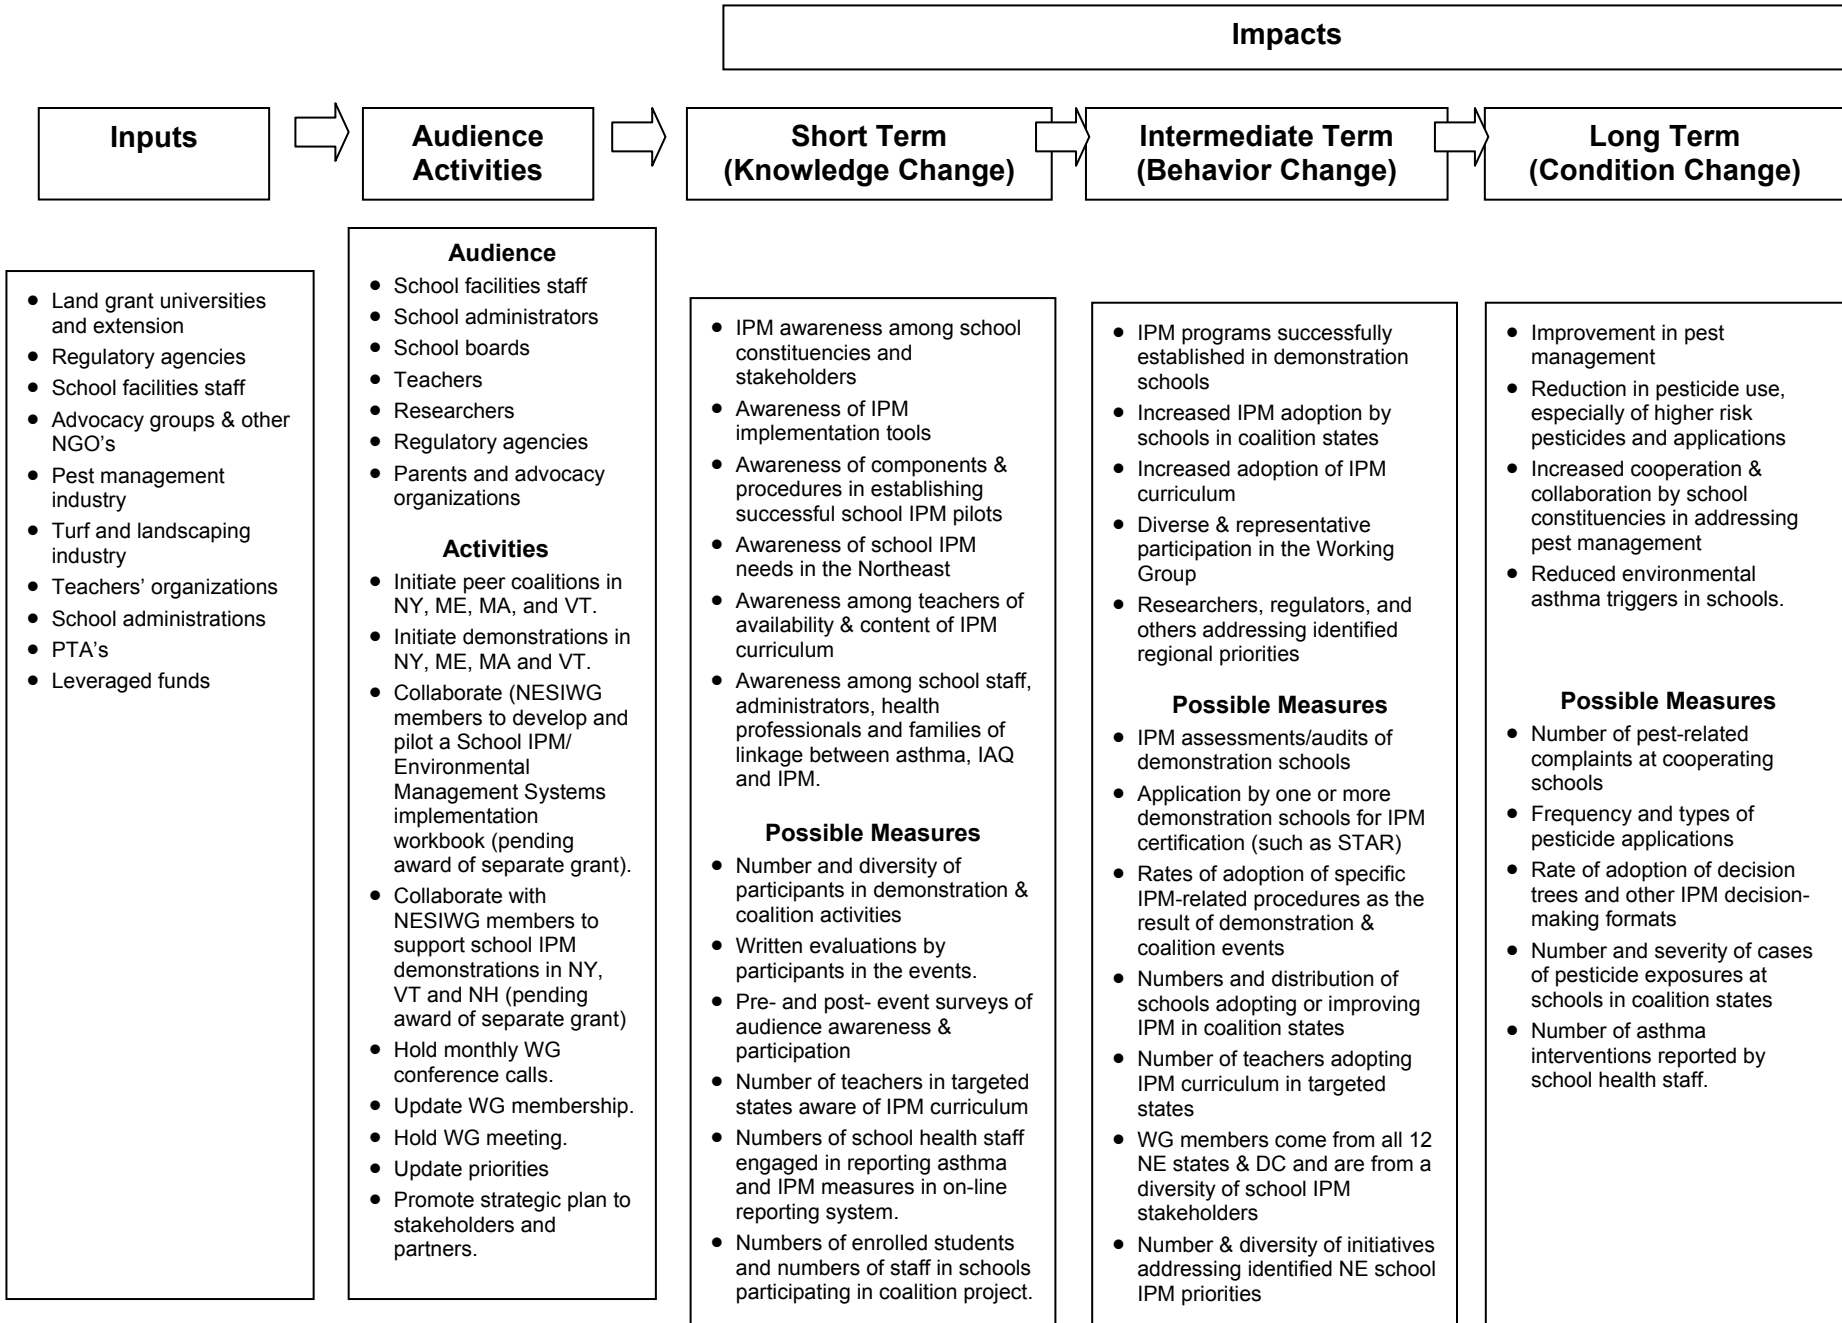 Impacts
Inputs
Audience
Activities
Short Term
(Knowledge Change)
Intermediate Term
(Behavior Change)
Long Term
(Condition Change)
• Land grant universities
and extension
• Regulatory agencies
• School facilities staff
• Advocacy groups & other
NGO's
• Pest management
industry
• Turf and landscaping
industry
• Teachers' organizations
• School administrations
• PTA's
• Leveraged funds
Audience
• School facilities staff
• School administrators
• School boards
• Teachers
• Researchers
• Regulatory agencies
• Parents and advocacy
organizations
Activities
• Initiate peer coalitions in
NY, ME, MA, and VT.
• Initiate demonstrations in
NY, ME, MA and VT.
• Collaborate (NESIWG
members to develop and
pilot a School IPM/
Environmental
Management Systems
implementation
workbook (pending
award of separate grant).
• Collaborate with
NESIWG members to
support school IPM
demonstrations in NY,
VT and NH (pending
award of separate grant)
• Hold monthly WG
conference calls.
• Update WG membership.
• Hold WG meeting.
• Update priorities
• Promote strategic plan to
stakeholders and
partners.
• IPM awareness among school
constituencies and
stakeholders
• Awareness of IPM
implementation tools
• Awareness of components &
procedures in establishing
successful school IPM pilots
• Awareness of school IPM
needs in the Northeast
• Awareness among teachers of
availability & content of IPM
curriculum
• Awareness among school staff,
administrators, health
professionals and families of
linkage between asthma, IAQ
and IPM.
Possible Measures
• Number and diversity of
participants in demonstration &
coalition activities
• Written evaluations by
participants in the events.
• Pre- and post- event surveys of
audience awareness &
participation
• Number of teachers in targeted
states aware of IPM curriculum
• Numbers of school health staff
engaged in reporting asthma
and IPM measures in on-line
reporting system.
• Numbers of enrolled students
and numbers of staff in schools
participating in coalition project.
• IPM programs successfully
established in demonstration
schools
• Increased IPM adoption by
schools in coalition states
• Increased adoption of IPM
curriculum
• Diverse & representative
participation in the Working
Group
• Researchers, regulators, and
others addressing identified
regional priorities
Possible Measures
• IPM assessments/audits of
demonstration schools
• Application by one or more
demonstration schools for IPM
certification (such as STAR)
• Rates of adoption of specific
IPM-related procedures as the
result of demonstration &
coalition events
• Numbers and distribution of
schools adopting or improving
IPM in coalition states
• Number of teachers adopting
IPM curriculum in targeted
states
• WG members come from all 12
NE states & DC and are from a
diversity of school IPM
stakeholders
• Number & diversity of initiatives
addressing identified NE school
IPM priorities
• Improvement in pest
management
• Reduction in pesticide use,
especially of higher risk
pesticides and applications
• Increased cooperation &
collaboration by school
constituencies in addressing
pest management
• Reduced environmental
asthma triggers in schools.
Possible Measures
• Number of pest-related
complaints at cooperating
schools
• Frequency and types of
pesticide applications
• Rate of adoption of decision
trees and other IPM decision-
making formats
• Number and severity of cases
of pesticide exposures at
schools in coalition states
• Number of asthma
interventions reported by
school health staff.